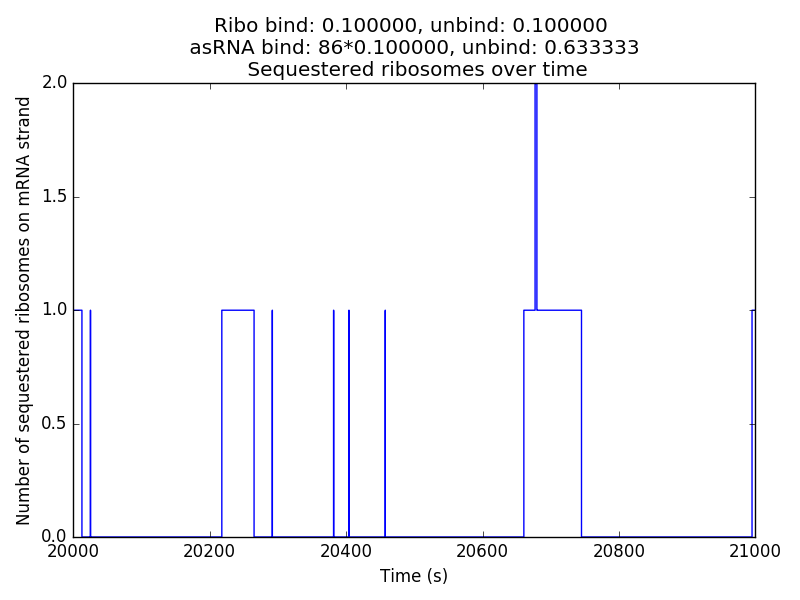 Ribo bind: 0.100000, unbind: 0.100000
asRNA bind: 86*0.100000, unbind: 0.633333
Sequestered ribosomes over time
Number of sequestered ribosomes on mRNA strand
2.0
1.5
1.0
0.5
0.0
20000 20200 20400 20600 20800 21000
Time (s)